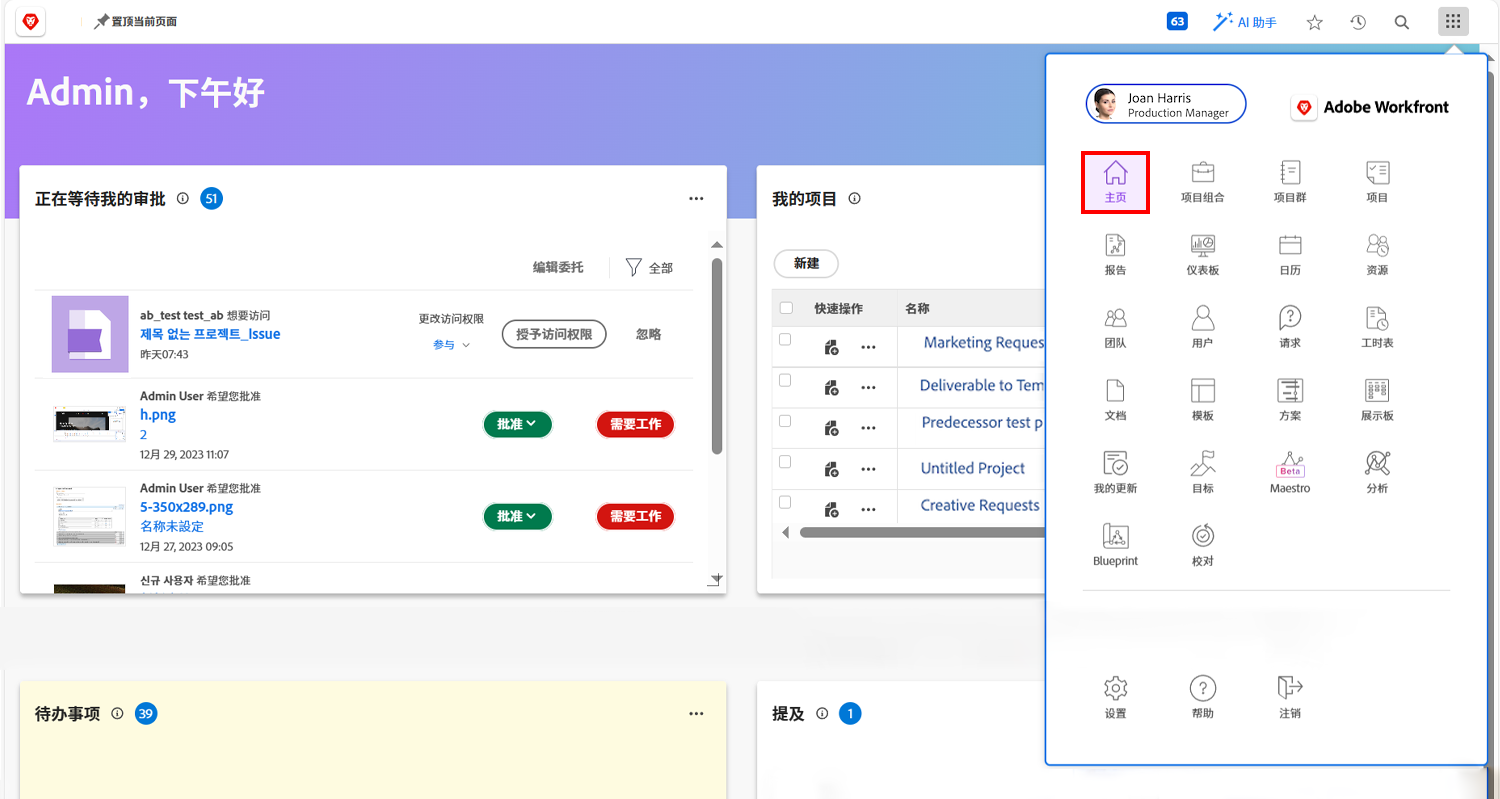 置顶当前页面
63
AI 助手
Admin，下午好
正在等待我的审批 51
编辑委托
全部
ab_test test_ab 想要访问
제목 없는 프로젝트_Issue
昨天07:43
更改访问权限
参与
授予访问权限
忽略
Admin User 希望您批准
h.png
2
12月 29, 2023 11:07
批准
需要工作
Admin User 希望您批准
5-350x289.png
名称未設定
12月 27, 2023 09:05
批准
需要工作
신규 사용자 希望您批准
我的项目
新建
快速操作 名称
Marketing Reques
Deliverable to Tem
Predecessor test p
Untitled Project
Creative Requests
待办事项 39
提及 1
Joan Harris
Production Manager
Adobe Workfront
主页 项目组合 项目群 项目
报告 仪表板 日历 资源
团队 用户 请求 工时表
文档 模板 方案 展示板
Beta
我的更新 目标 Maestro 分析
Blueprint 校对
设置 帮助 注销